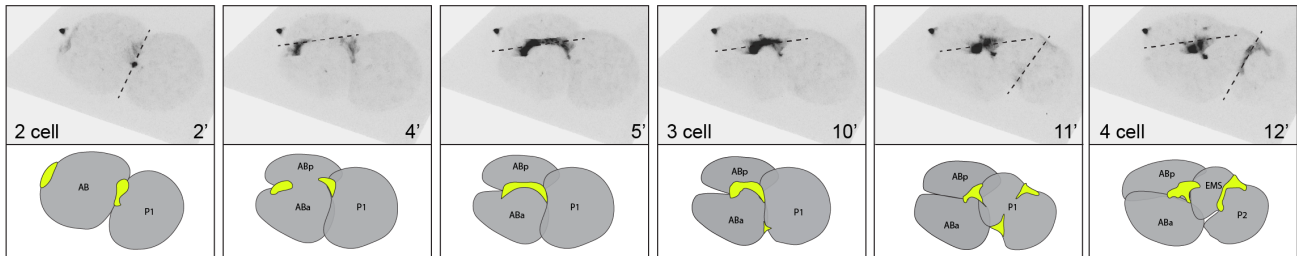 2 cell 2’
4’
5’
3 cell 10’
11’
4 cell 12’
AB
P1
ABp
ABa
P1
ABp
ABa
P1
ABp
ABa
P1
ABp
ABa
P1
ABp
EMS
ABa
P2